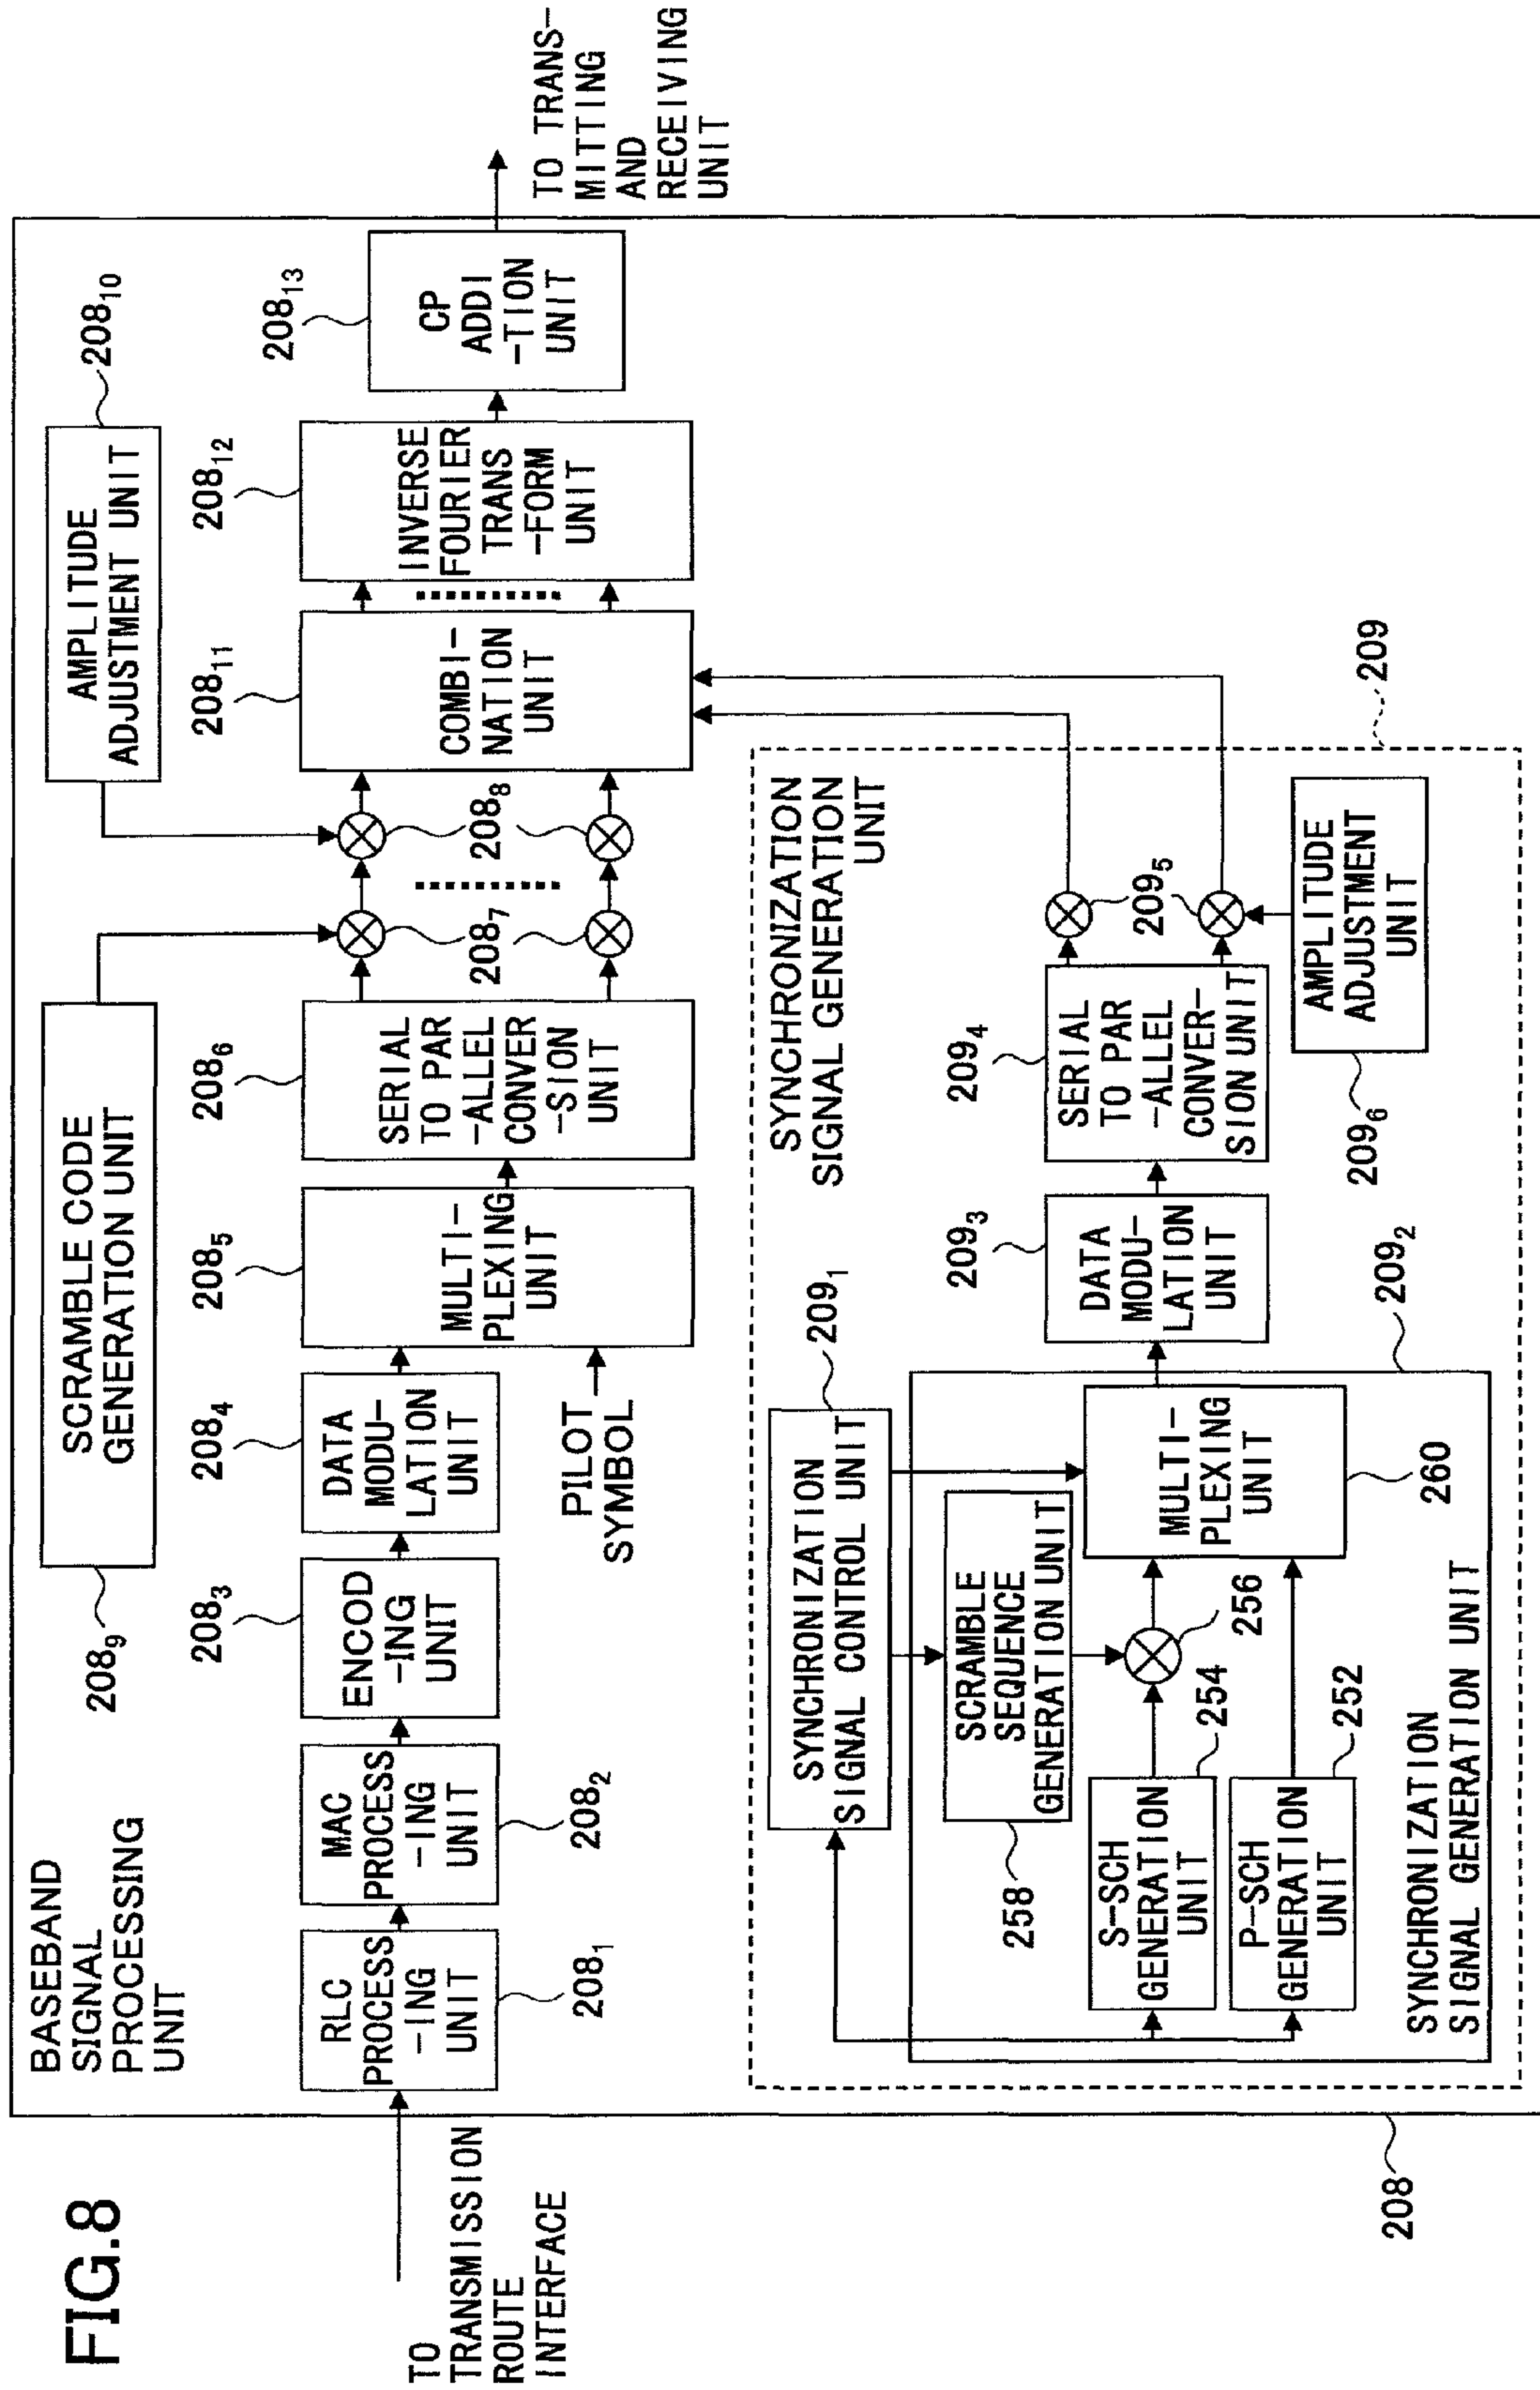 FIG.8
BASEBAND
SIGNAL
PROCESSING
UNIT
208₉
SCRAMBLE CODE
GENERATION UNIT
AMPLITUDE
ADJUSTMENT UNIT
208₁₀
TO
TRANSMISSION
ROUTE
INTERFACE
RLC
PROCESS
-ING
UNIT
208₁
MAC
PROCESS
-ING
UNIT
208₂
208₃
ENCOD
-ING
UNIT
208₄
DATA
MODU-
LATION
UNIT
PILOT
SYMBOL
208₅
MULTI-
PLEXING
UNIT
208₆
SERIAL
TO PAR
-ALLEL
CONVER
-SION
UNIT
208₇
208₈
208₁₁
COMBI-
NATION
UNIT
208₁₂
INVERSE
FOURIER
TRANS
-FORM
UNIT
208₁₃
CP
ADDI
-TION
UNIT
TO TRANS-
MITTING
AND
RECEIVING
UNIT
SYNCHRONIZATION
SIGNAL GENERATION
UNIT
209
209₁
SYNCHRONIZATION
SIGNAL CONTROL UNIT
258
SCRAMBLE
SEQUENCE
GENERATION UNIT
S-SCH
GENERATION
UNIT
254
256
P-SCH
GENERATION
UNIT
252
MULTI-
PLEXING
UNIT
260
SYNCHRONIZATION
SIGNAL GENERATION UNIT
209₂
209₃
DATA
MODU-
LATION
UNIT
209₄
SERIAL
TO PAR
-ALLEL
CONVER-
SION UNIT
209₅
209₆
AMPLITUDE
ADJUSTMENT
UNIT
208